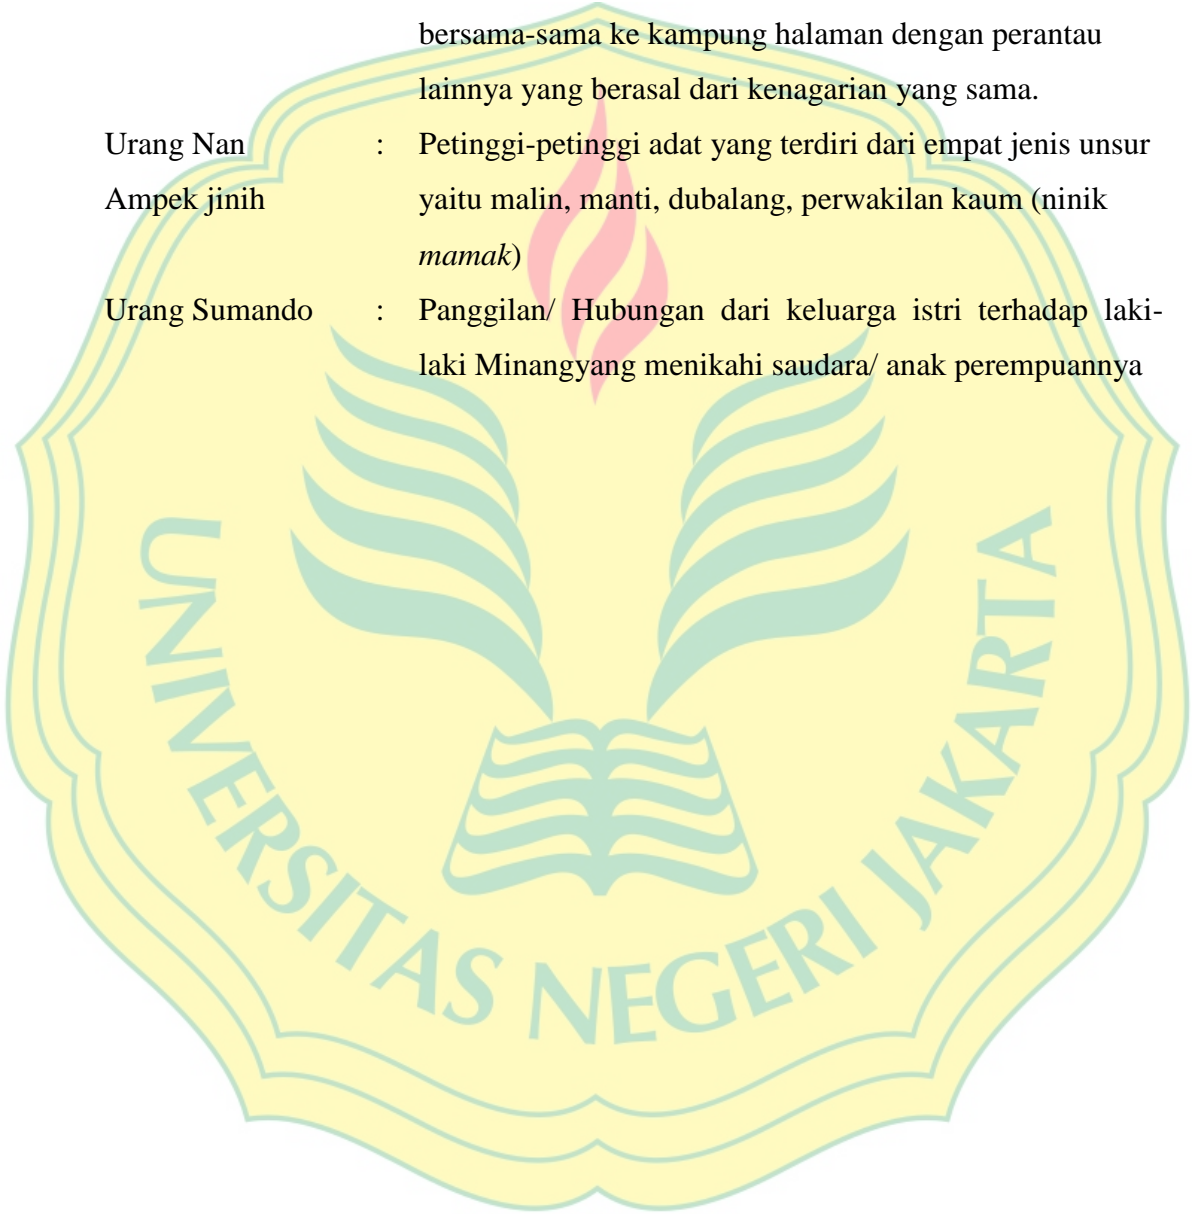 bersama-sama ke kampung halaman dengan perantau
lainnya yang berasal dari kenagarian yang sama.
Urang Nan : Petinggi-petinggi adat yang terdiri dari empat jenis unsur
Ampek jinih yaitu malin, manti, dubalang, perwakilan kaum (ninik
mamak)
Urang Sumando : Panggilan/ Hubungan dari keluarga istri terhadap laki-
laki Minangyang menikahi saudara/ anak perempuannya
UNIVERSITAS NEGERI JAKARTA